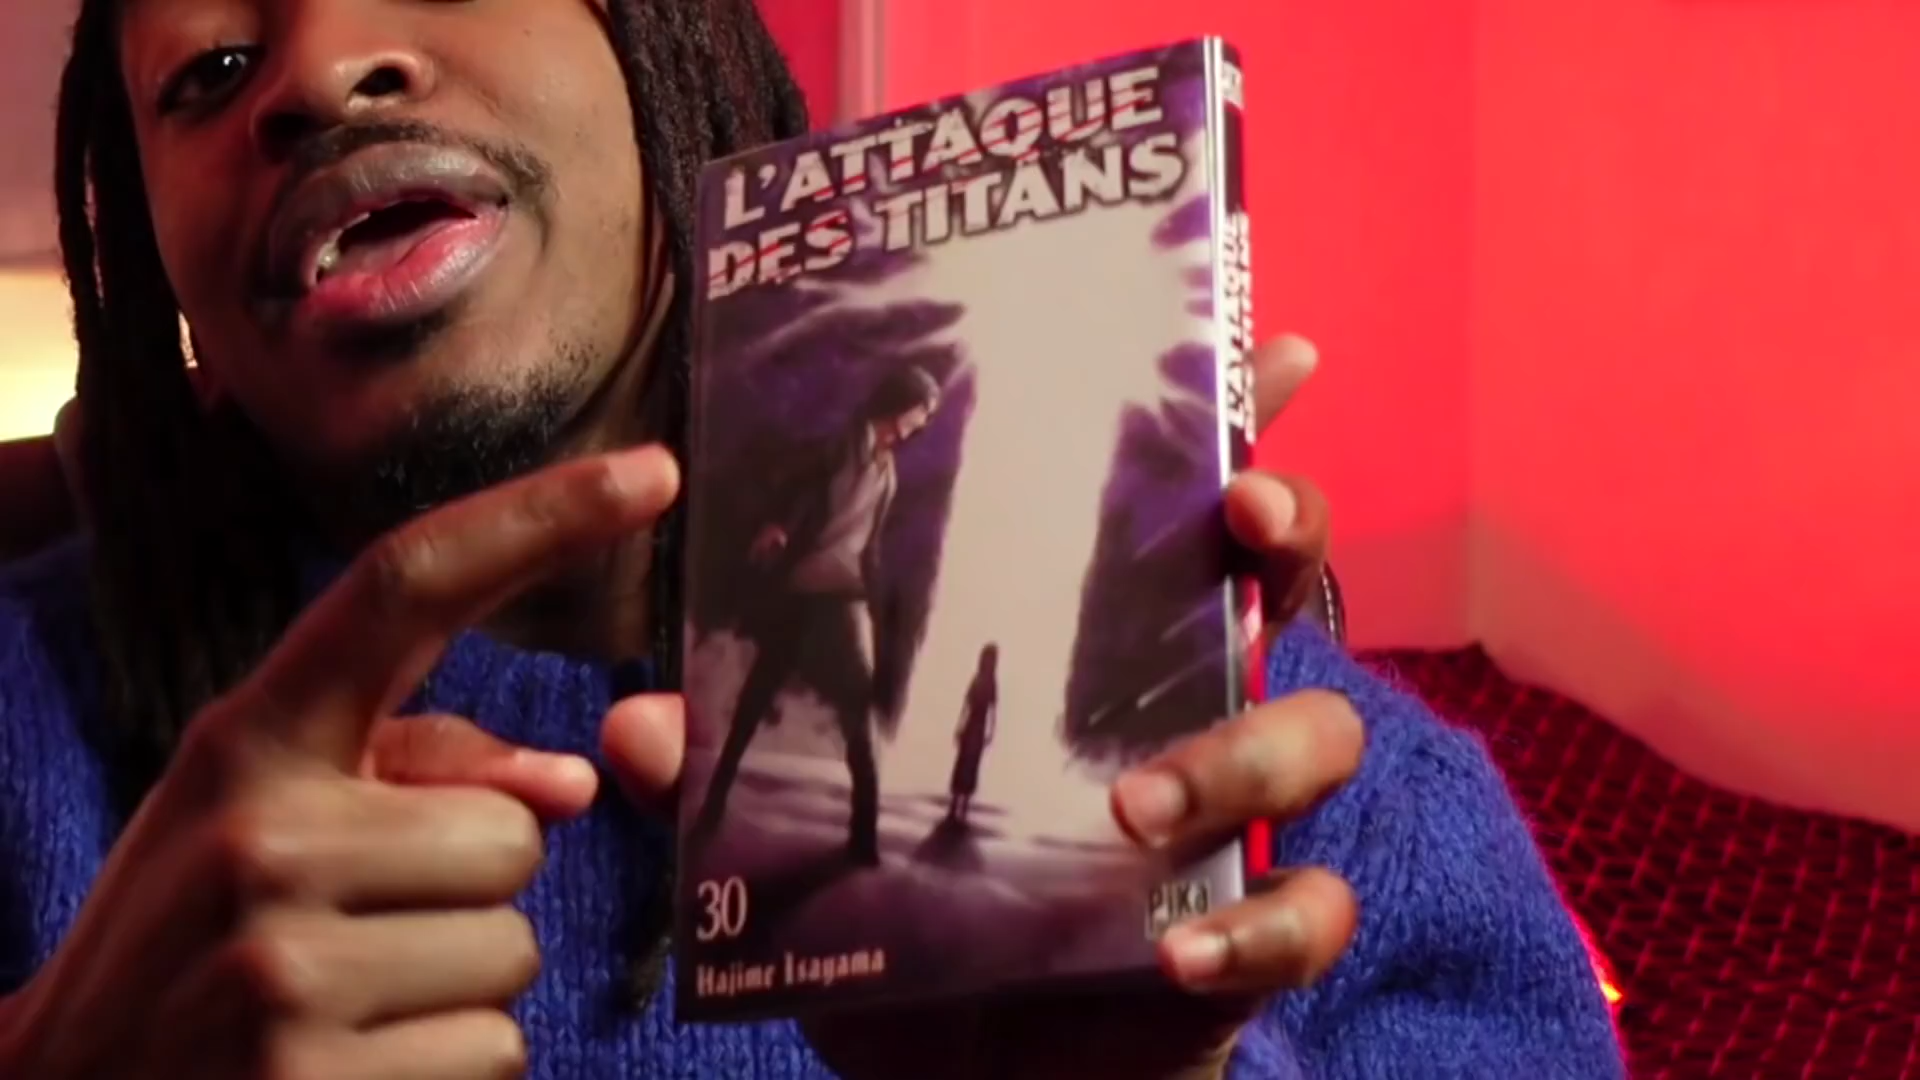 L'ATTAQUE
DES TITANS
30
Hajime Isayama
Pika
L'ATTAQUE
DES TITANS